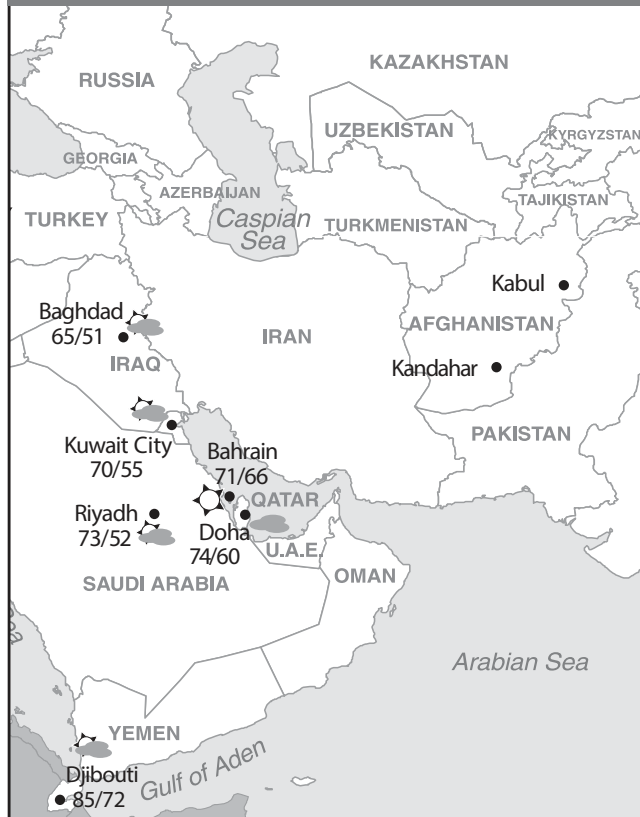 KAZAKHSTAN
RUSSIA
UZBEKISTAN
KYRGYZSTAN
GEORGIA
AZERBAIJAN
TAJIKISTAN
TURKEY
Caspian
Sea
TURKMENISTAN
Kabul
Baghdad
65/51
IRAN
AFGHANISTAN
IRAQ
Kandahar
PAKISTAN
Kuwait City
70/55
Bahrain
71/66
QATAR
Riyadh
73/52
Doha
74/60
U.A.E.
SAUDI ARABIA
OMAN
Arabian Sea
YEMEN
Gulf of Aden
Djibouti
85/72